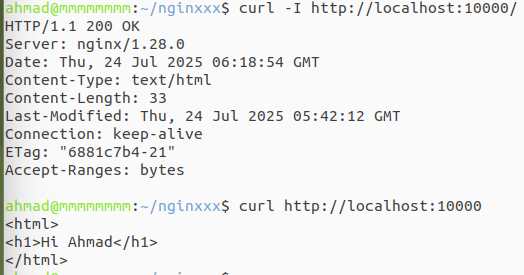 ahmad@mmmmmmmm:~/nginxxx$ curl -I http://localhost:10000/
HTTP/1.1 200 OK
Server: nginx/1.28.0
Date: Thu, 24 Jul 2025 06:18:54 GMT
Content-Type: text/html
Content-Length: 33
Last-Modified: Thu, 24 Jul 2025 05:42:12 GMT
Connection: keep-alive
ETag: "6881c7b4-21"
Accept-Ranges: bytes

ahmad@mmmmmmmm:~/nginxxx$ curl http://localhost:10000
<html>
<h1>Hi Ahmad</h1>
</html>